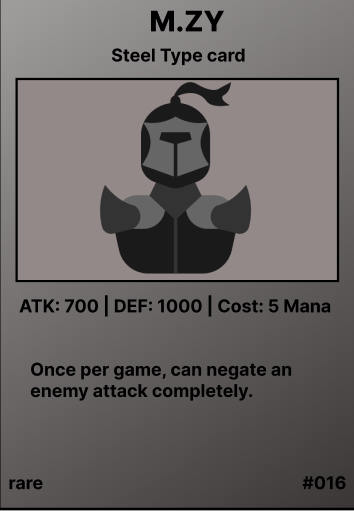 M.ZY
Steel Type card
ATK: 700 | DEF: 1000 | Cost: 5 Mana
Once per game, can negate an
enemy attack completely.
rare #016